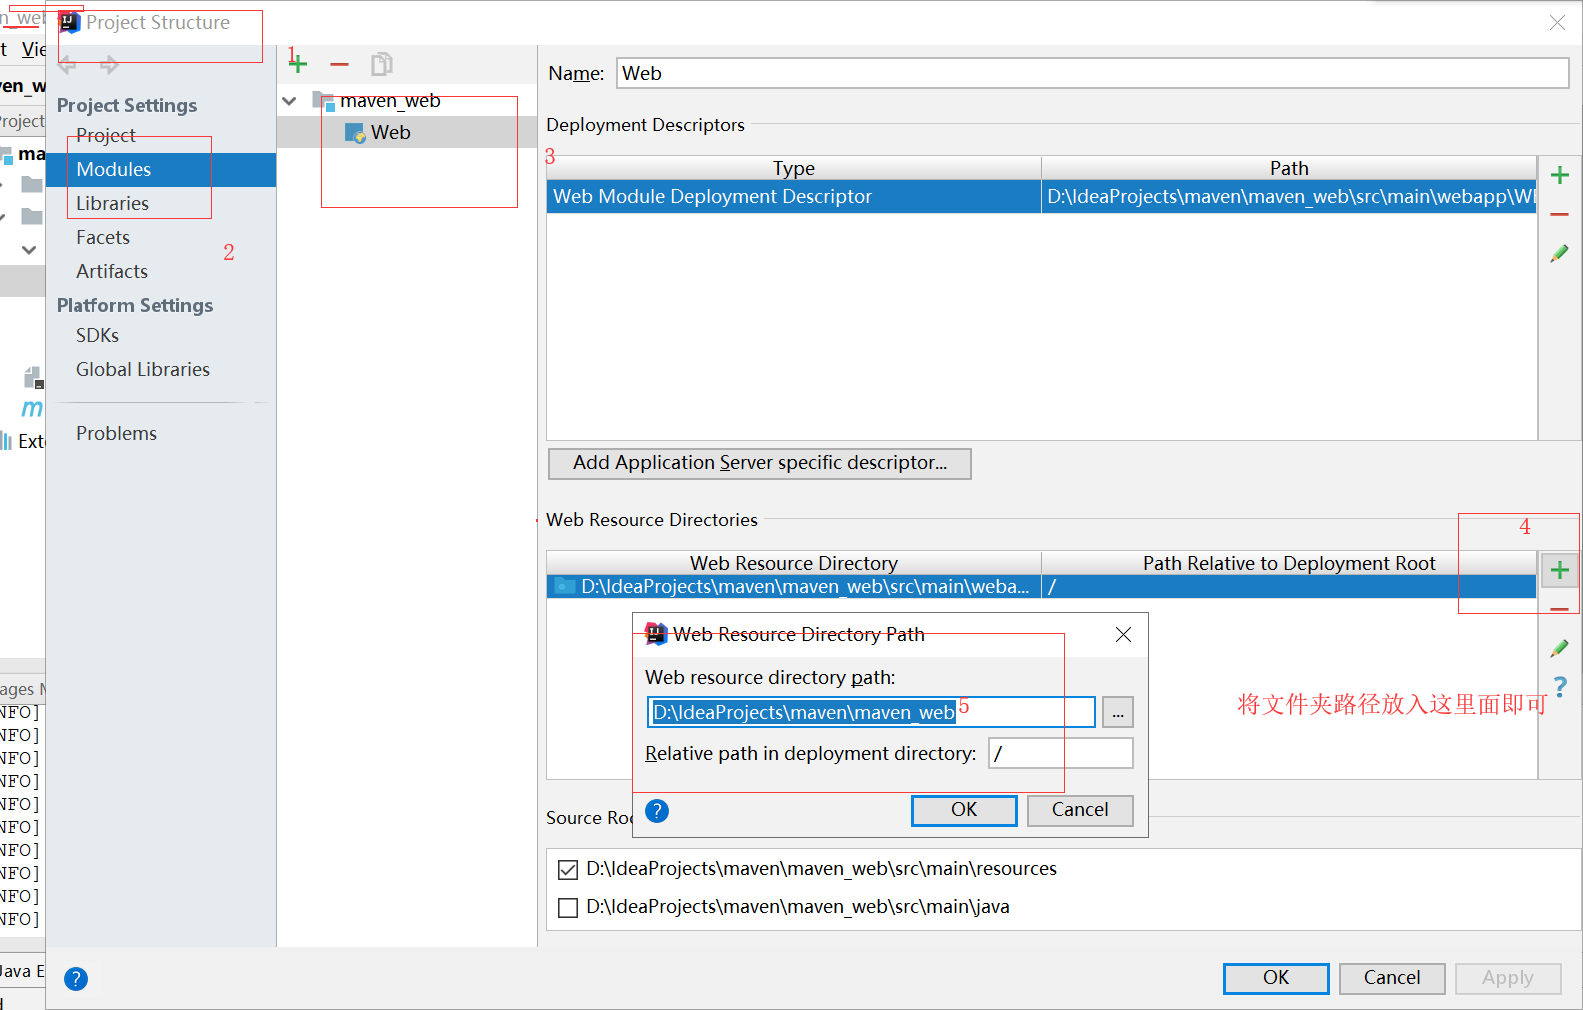 n_we
Project Structure
t Vie
1
Name: Web
ven_w
maven_web
Project Settings
Project
Project
Web
Deployment Descriptors
ma
3
Modules
Type Path
Libraries
Web Module Deployment Descriptor D:\IdeaProjects\maven\maven_web\src\main\webapp\WI
Facets
2
Artifacts
Platform Settings
SDKs
Global Libraries
m
Problems
Exte
Add Application Server specific descriptor...
Web Resource Directories
4
Web Resource Directory Path Relative to Deployment Root
D:\IdeaProjects\maven\maven_web\src\main\weba... /
Web Resource Directory Path
Web resource directory path:
D:\IdeaProjects\maven\maven_web 5 ...
将文件夹路径放入这里面即可
Relative path in deployment directory: /
OK Cancel
ages M
NFO]
NFO]
NFO]
NFO]
NFO]
NFO]
NFO]
NFO]
NFO]
NFO]
Source Roo
D:\IdeaProjects\maven\maven_web\src\main\resources
D:\IdeaProjects\maven\maven_web\src\main\java
Java E
OK Cancel Apply